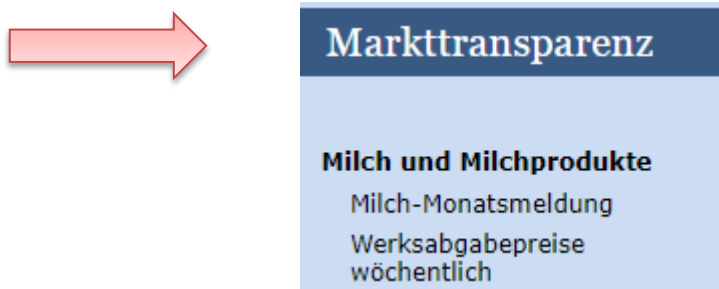 Markttransparenz
Milch und Milchprodukte
Milch-Monatsmeldung
Werksabgabepreise
wöchentlich